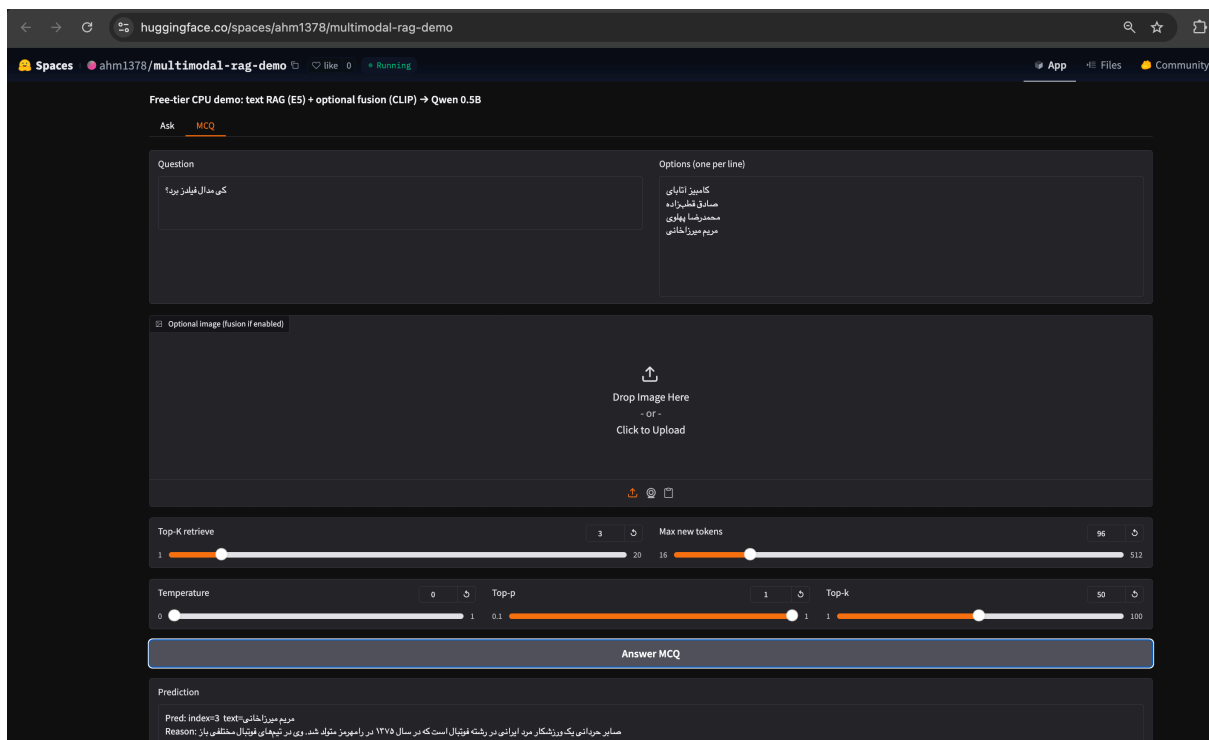 huggingface.co/spaces/ahm1378/multimodal-rag-demo
Spaces ahm1378/multimodal-rag-demo like 0 Running App Files Community
Free-tier CPU demo: text RAG (E5) + optional fusion (CLIP) → Qwen 0.5B
Ask MCQ
Question
کی مدال فیلدز برد؟
Options (one per line)
کامبیز اتابای
صادق قطب‌زاده
محمدرضا پهلوی
مریم میرزاخانی
Optional image (fusion if enabled)
Drop Image Here
- or -
Click to Upload
Top-K retrieve 3
1 20
Max new tokens 96
16 512
Temperature 0
0 1
Top-p 1
0.1 1
Top-k 50
1 100
Answer MCQ
Prediction
Pred: index=3 text=مریم میرزاخانی
Reason: صابر حردانی یک ورزشکار مرد ایرانی در رشته فوتبال است که در سال ۱۳۷۵ در رامهرمز متولد شد. وی در تیم‌های فوتبال مختلفی باز